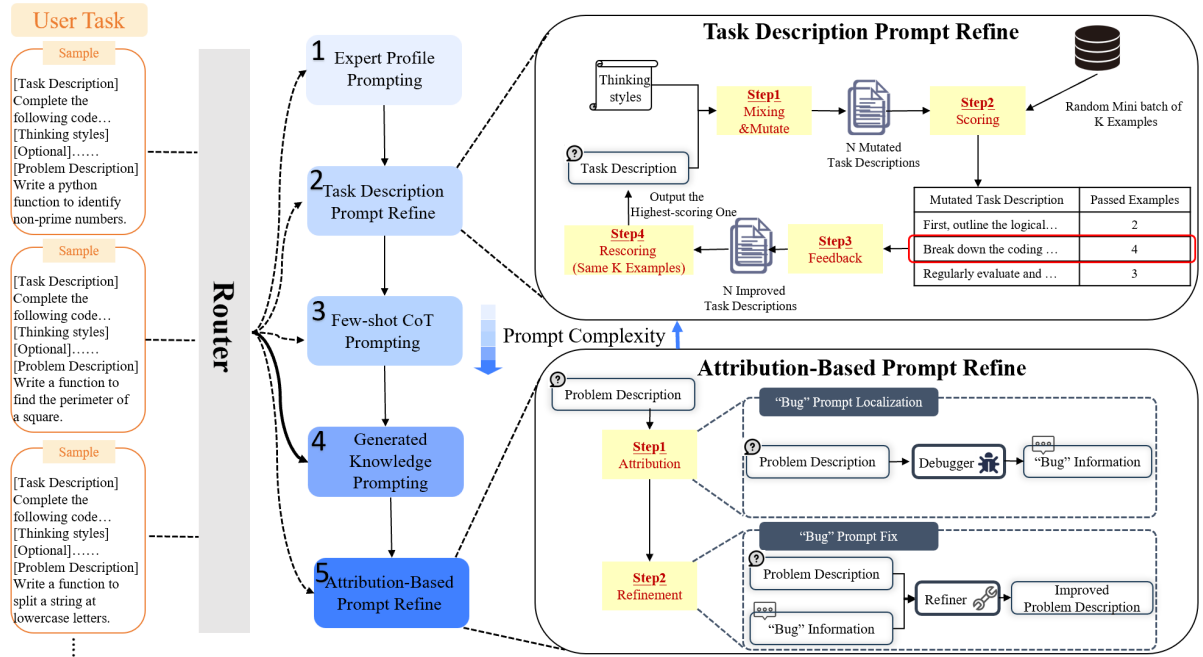 User Task
Sample
[Task Description]
Complete the
following code…
[Thinking styles]
[Optional]……
[Problem Description]
Write a python
function to identify
non-prime numbers.
Sample
[Task Description]
Complete the
following code…
[Thinking styles]
[Optional]……
[Problem Description]
Write a function to
find the perimeter of
a square.
Sample
[Task Description]
Complete the
following code…
[Thinking styles]
[Optional]……
[Problem Description]
Write a function to
split a string at
lowercase letters.
Router
1
Expert Profile
Prompting
2
Task Description
Prompt Refine
3
Few-shot CoT
Prompting
4
Generated
Knowledge
Prompting
5
Attribution-Based
Prompt Refine
Prompt Complexity
Task Description Prompt Refine
Thinking
styles
?
Task Description
Step1
Mixing
&Mutate
N Mutated
Task Descriptions
Step2
Scoring
Random Mini batch of
K Examples
Mutated Task Description Passed Examples
First, outline the logical… 2
Break down the coding … 4
Regularly evaluate and … 3
Step3
Feedback
N Improved
Task Descriptions
Step4
Rescoring
(Same K Examples)
Output the
Highest-scoring One
Attribution-Based Prompt Refine
?
Problem Description
Step1
Attribution
Step2
Refinement
“Bug” Prompt Localization
?
Problem Description
Debugger
“Bug” Information
“Bug” Prompt Fix
?
Problem Description
“Bug” Information
Refiner
Improved
Problem Description